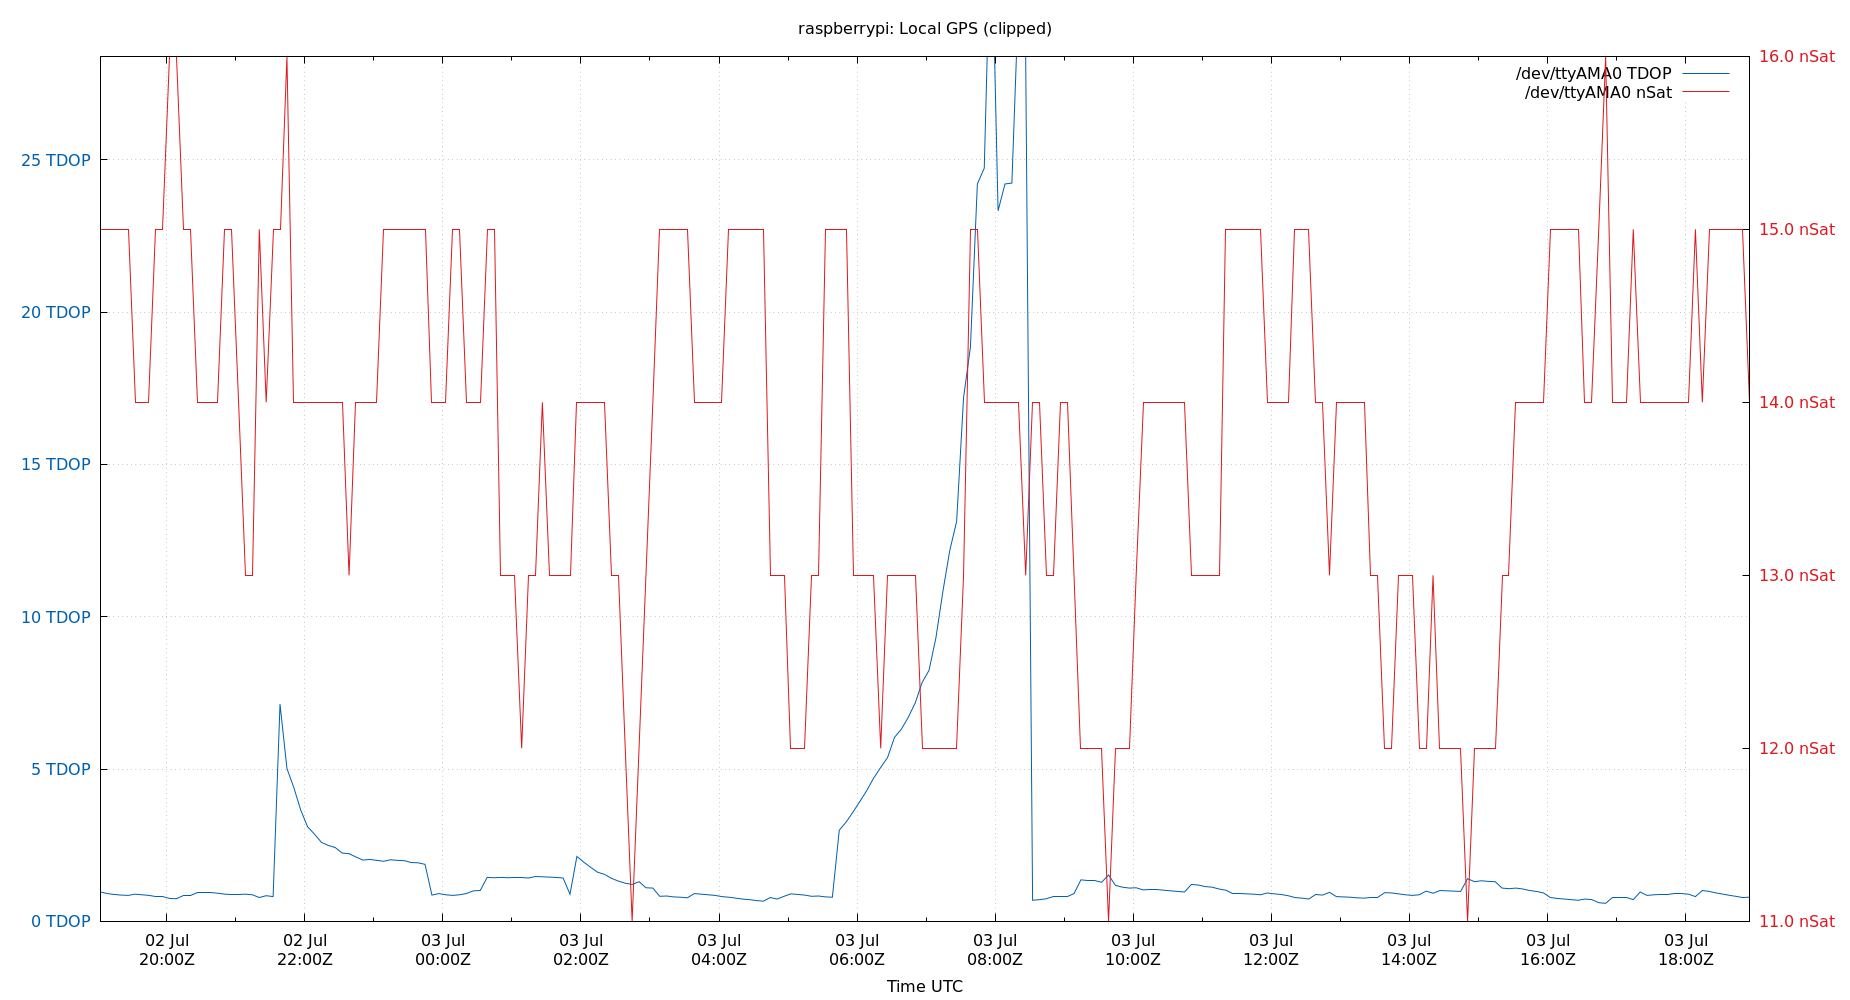 raspberrypi: Local GPS (clipped)
/dev/ttyAMA0 TDOP
/dev/ttyAMA0 nSat
25 TDOP
20 TDOP
15 TDOP
10 TDOP
5 TDOP
0 TDOP
16.0 nSat
15.0 nSat
14.0 nSat
13.0 nSat
12.0 nSat
11.0 nSat
02 Jul
20:00Z
02 Jul
22:00Z
03 Jul
00:00Z
03 Jul
02:00Z
03 Jul
04:00Z
03 Jul
06:00Z
03 Jul
08:00Z
03 Jul
10:00Z
03 Jul
12:00Z
03 Jul
14:00Z
03 Jul
16:00Z
03 Jul
18:00Z
Time UTC